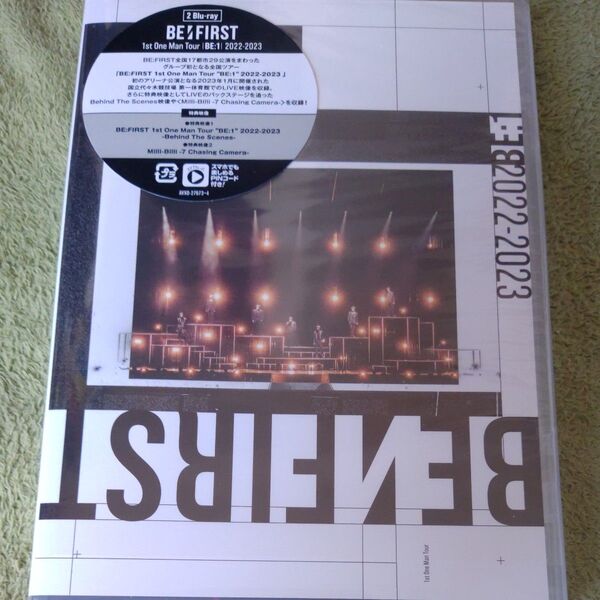 2 Blu-ray
BE:FIRST
1st One Man Tour |BE:1| 2022-2023
BE:FIRST全国17都市29公演をまわった
グループ初となる全国ツアー
「BE:FIRST 1st One Man Tour "BE:1" 2022-2023」
初のアリーナ公演となる2023年1月に開催された
国立代々木競技場 第一体育館でのLIVE映像を収録。
さらに特典映像としてLIVEのバックステージを追った
Behind The Scenes映像や<Milli-Billi -7 Chasing Camera->を収録!
特典映像
●特典映像1
BE:FIRST 1st One Man Tour "BE:1" 2022-2023
-Behind The Scenes-
●特典映像2
Milli-Billi -7 Chasing Camera-
スマホでも
楽しめる
PINコード
付き!
2022-2023
BE:FIRST
1st One Man Tour